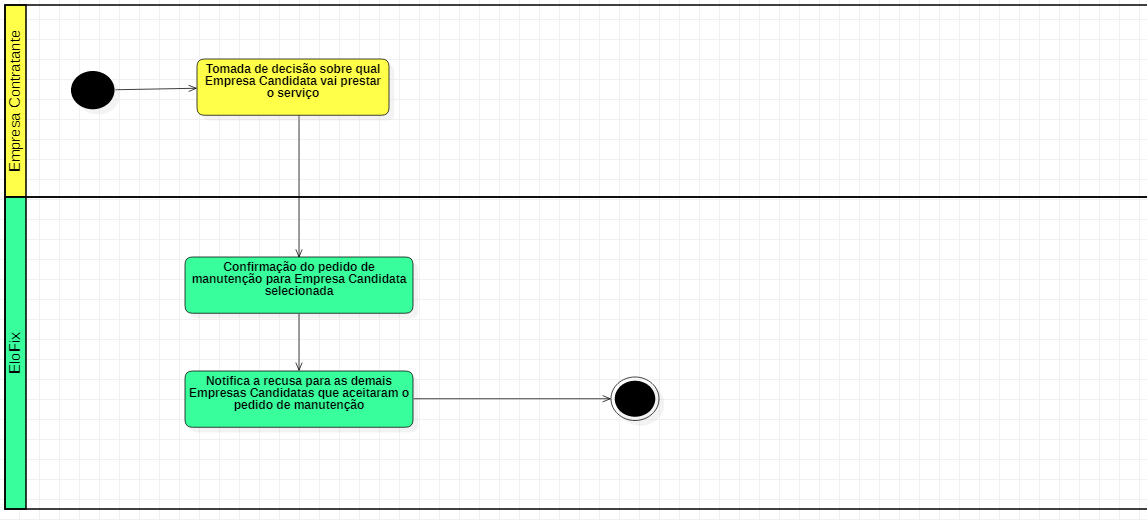 Empresa Contratante
Tomada de decisão sobre qual
Empresa Candidata vai prestar
o serviço
EloFix
Confirmação do pedido de
manutenção para Empresa Candidata
selecionada
Notifica a recusa para as demais
Empresas Candidatas que aceitaram o
pedido de manutenção